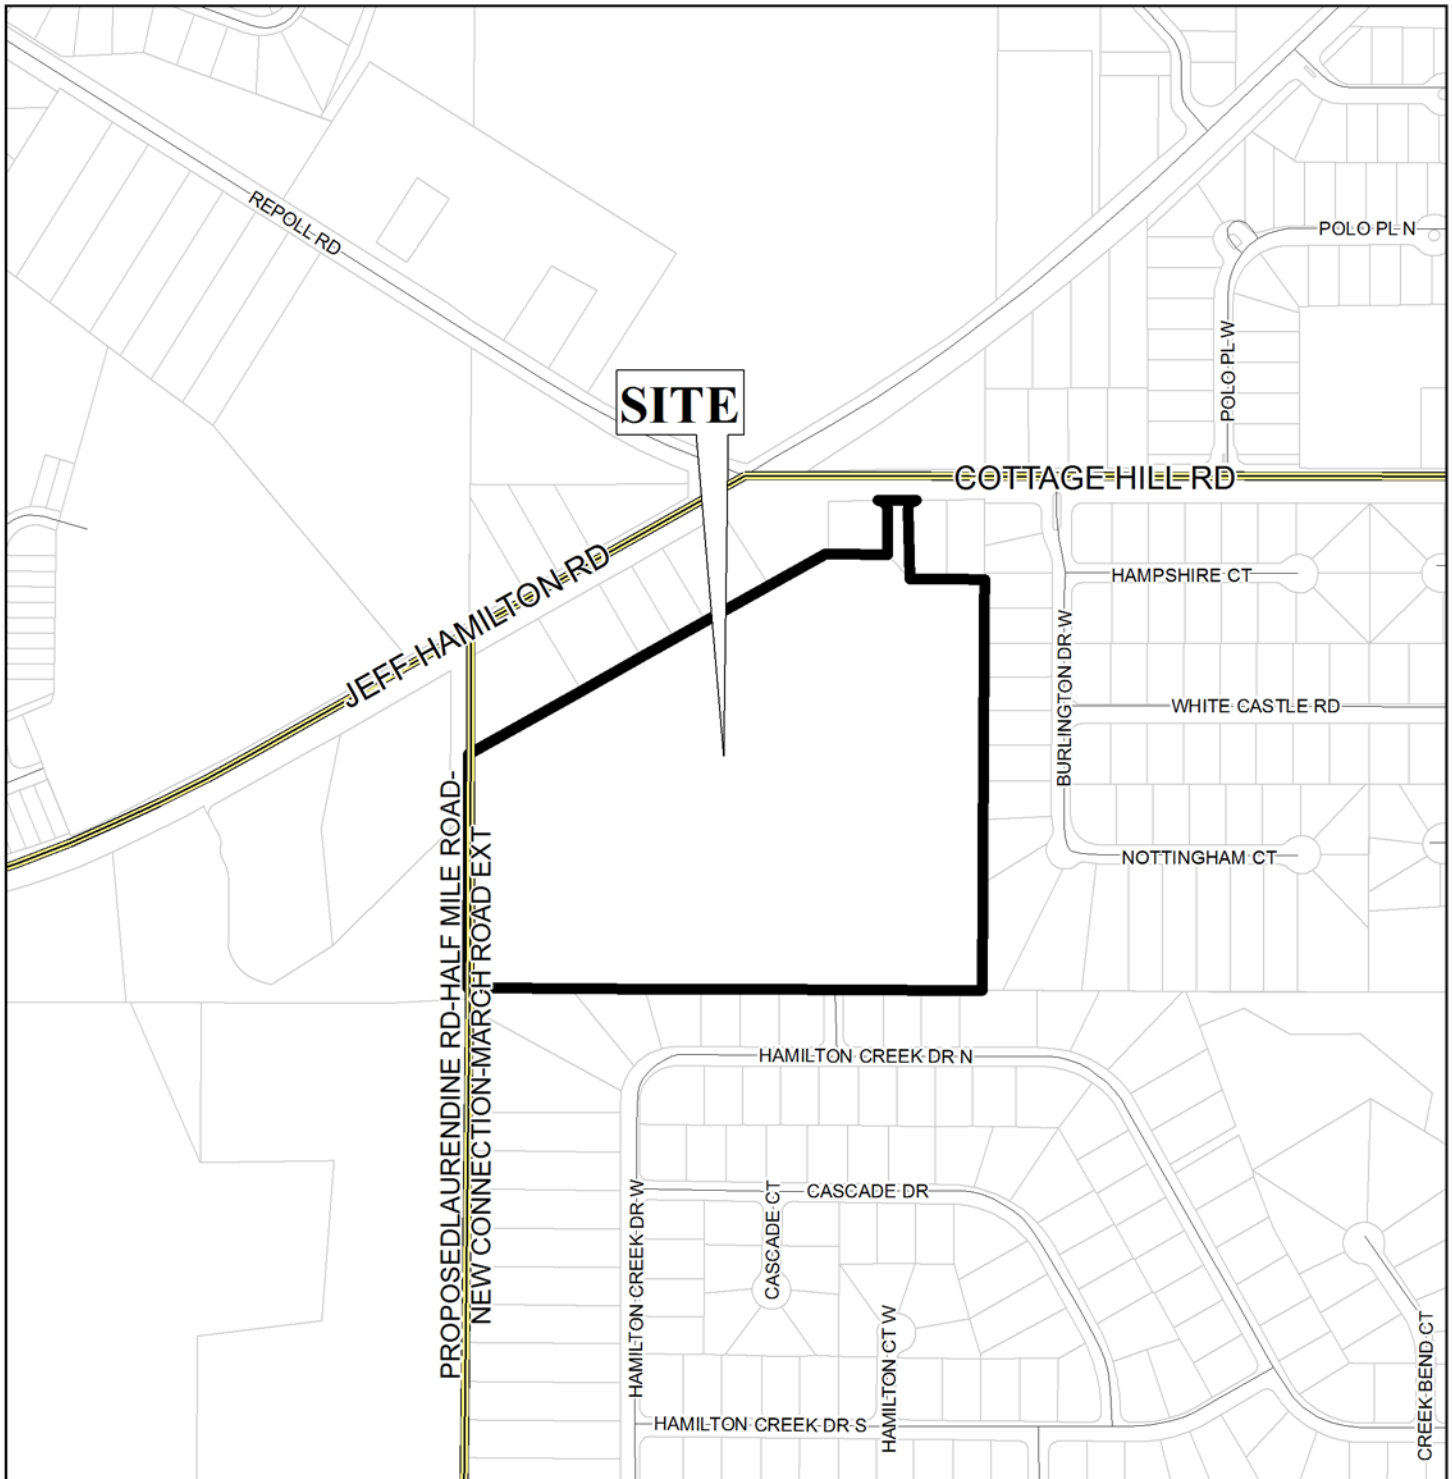 REPOLL RD
POLO PL N
POLO PL W
SITE
COTTAGE HILL RD
JEFF HAMILTON RD
HAMPSHIRE CT
BURLINGTON DR W
WHITE CASTLE RD
NOTTINGHAM CT
PROPOSEDLAURENDINE RD-HALF MILE ROAD-
NEW CONNECTION-MARCH ROAD EXT
HAMILTON CREEK DR N
HAMILTON CREEK DR W
CASCADE CT
CASCADE DR
HAMILTON CT W
HAMILTON CREEK DR S
CREEK BEND CT